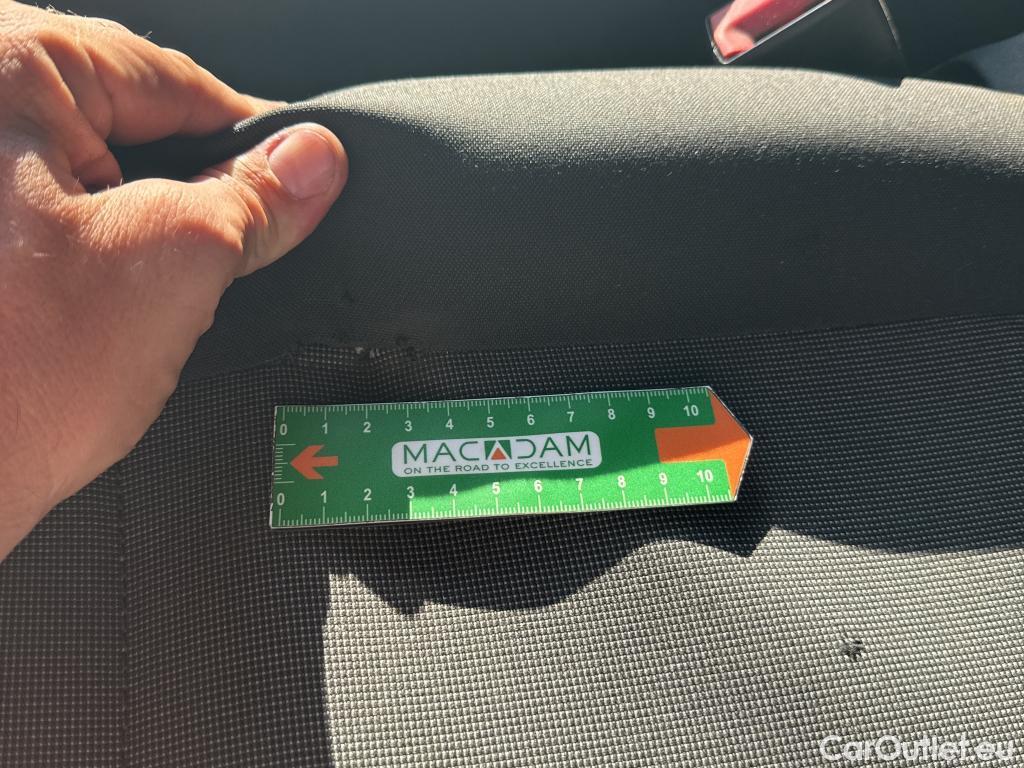 0 1 2 3 4 5 6 7 8 9 10
MACADAM
ON THE ROAD TO EXCELLENCE
0 1 2 3 4 5 6 7 8 9 10
CarOutlet.eu